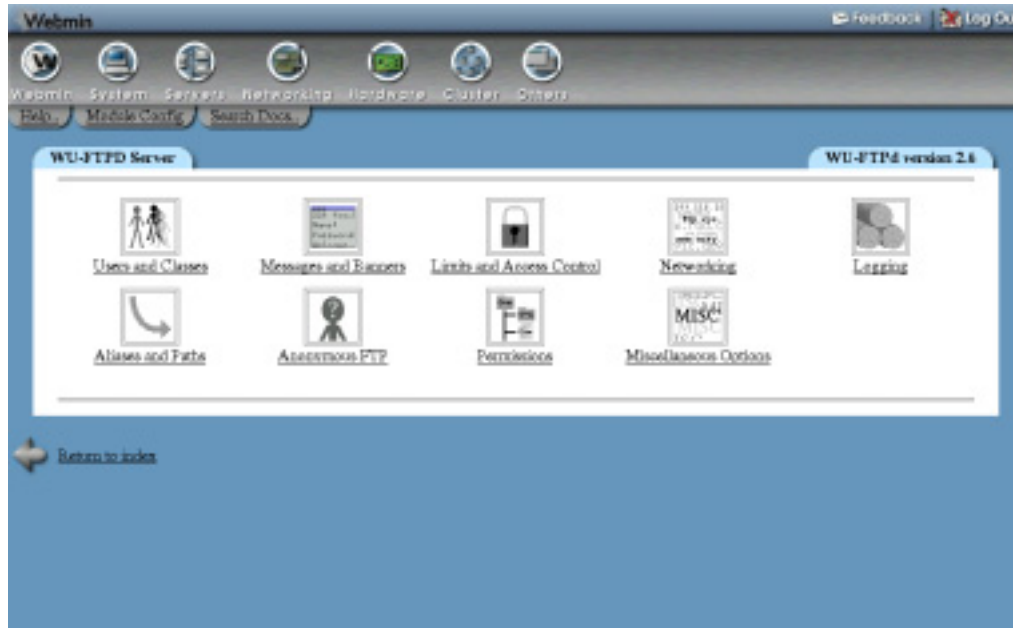 Webmin
Feedback Log Ou
Webmin System Servers Networking Hardware Cluster Others
Help.. Module Config Search Docs..
WU-FTPD Server WU-FTPd version 2.6
Users and Classes Messages and Banners Limits and Access Control Networking Logging
MISC
Aliases and Paths Anonymous FTP Permissions Miscellaneous Options
Return to index